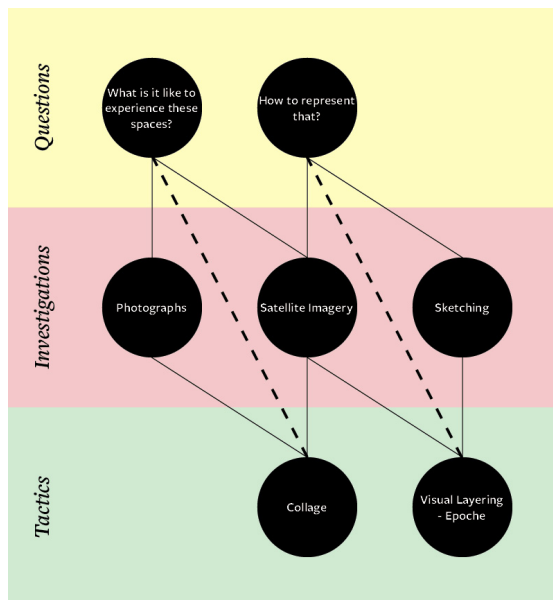 Questions
What is it like to
experience these
spaces?
How to represent
that?
Investigations
Photographs
Satellite Imagery
Sketching
Tactics
Collage
Visual Layering
- Epoche